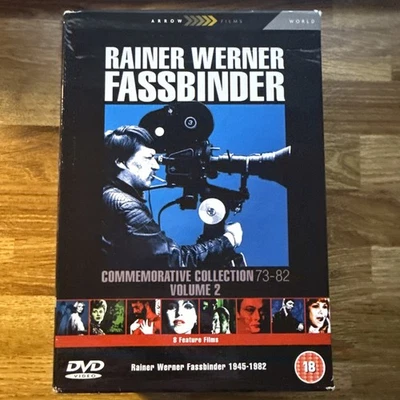 ARROW FILMS WORLD
RAINER WERNER
FASSBINDER
3
COMMEMORATIVE COLLECTION 73-82
VOLUME 2
8 Feature Films
DVD
VIDEO
Rainer Werner Fassbinder 1945-1982
18